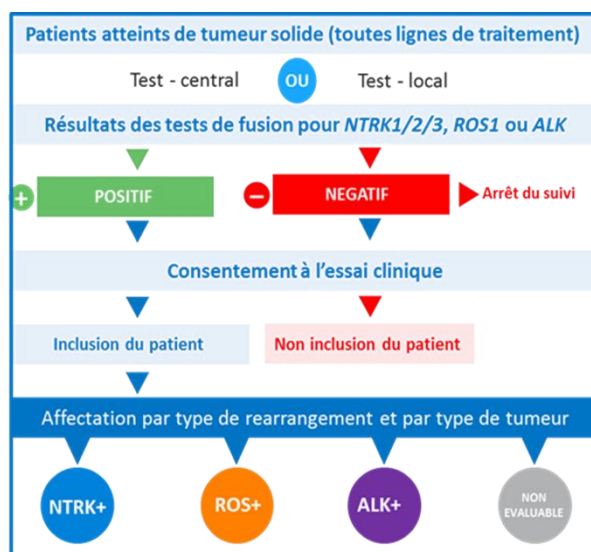 Patients atteints de tumeur solide (toutes lignes de traitement)
Test - central OU Test - local
Résultats des tests de fusion pour NTRK1/2/3, ROS1 ou ALK
+ POSITIF − NEGATIF Arrêt du suivi
Consentement à l'essai clinique
Inclusion du patient Non inclusion du patient
Affectation par type de rearrangement et par type de tumeur
NTRK+ ROS+ ALK+ NON
EVALUABLE